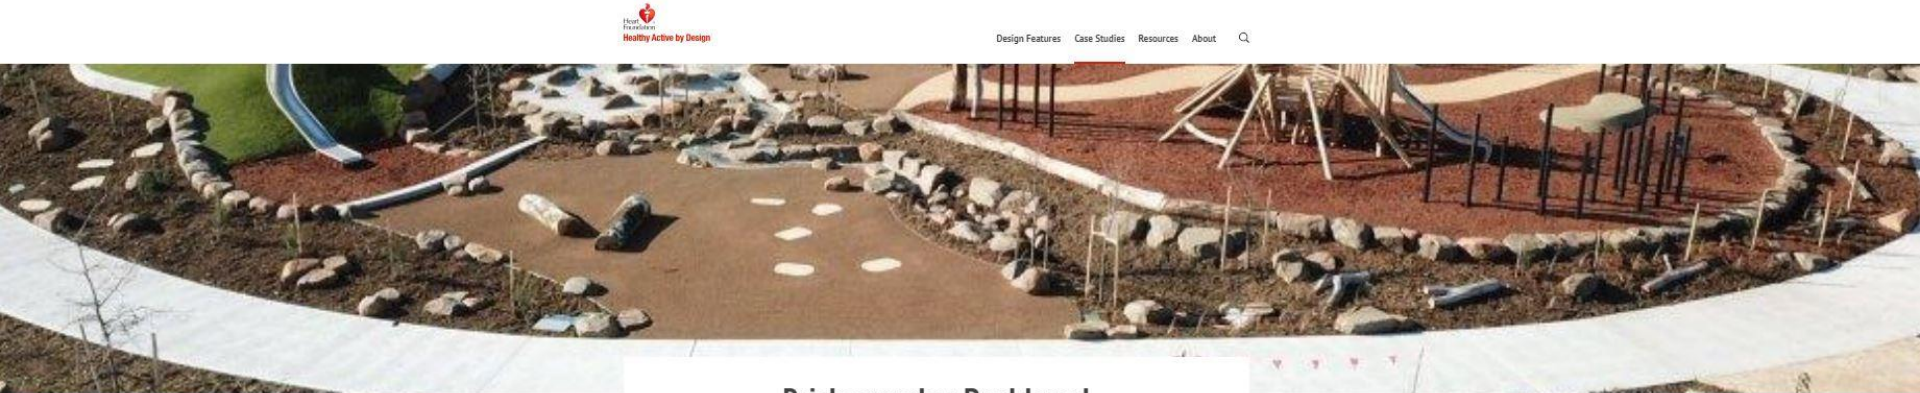 Heart
Foundation
Healthy Active by Design
Design Features Case Studies Resources About